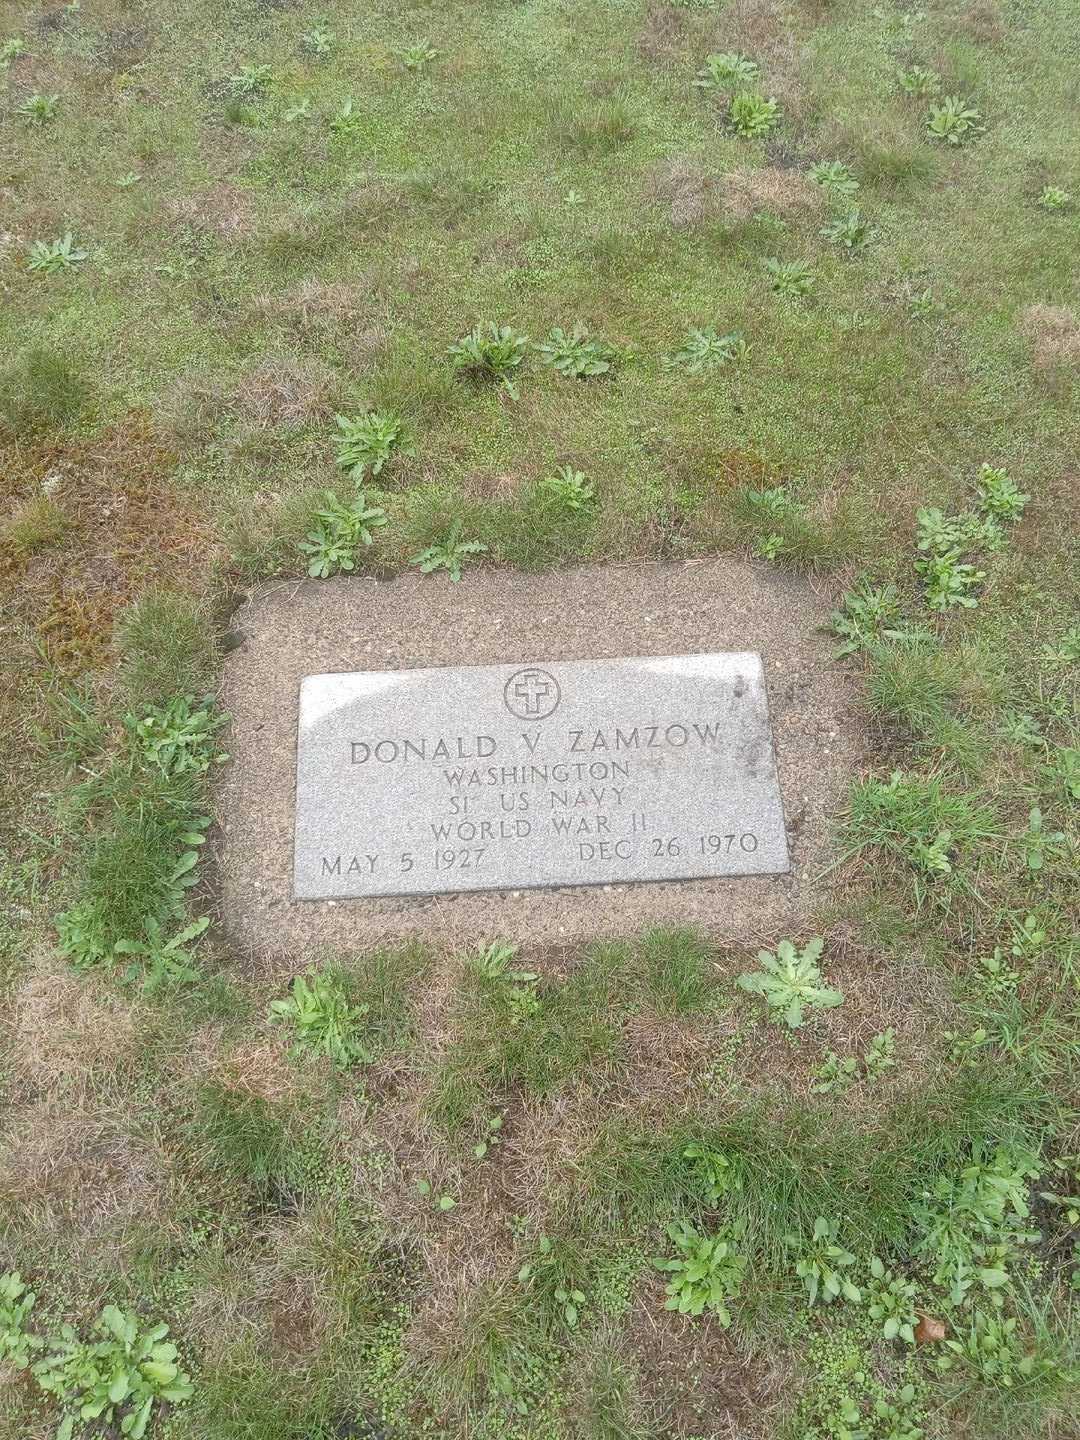 DONALD V ZAMZOW
WASHINGTON
S1 US NAVY
WORLD WAR II
MAY 5 1927 DEC 26 1970